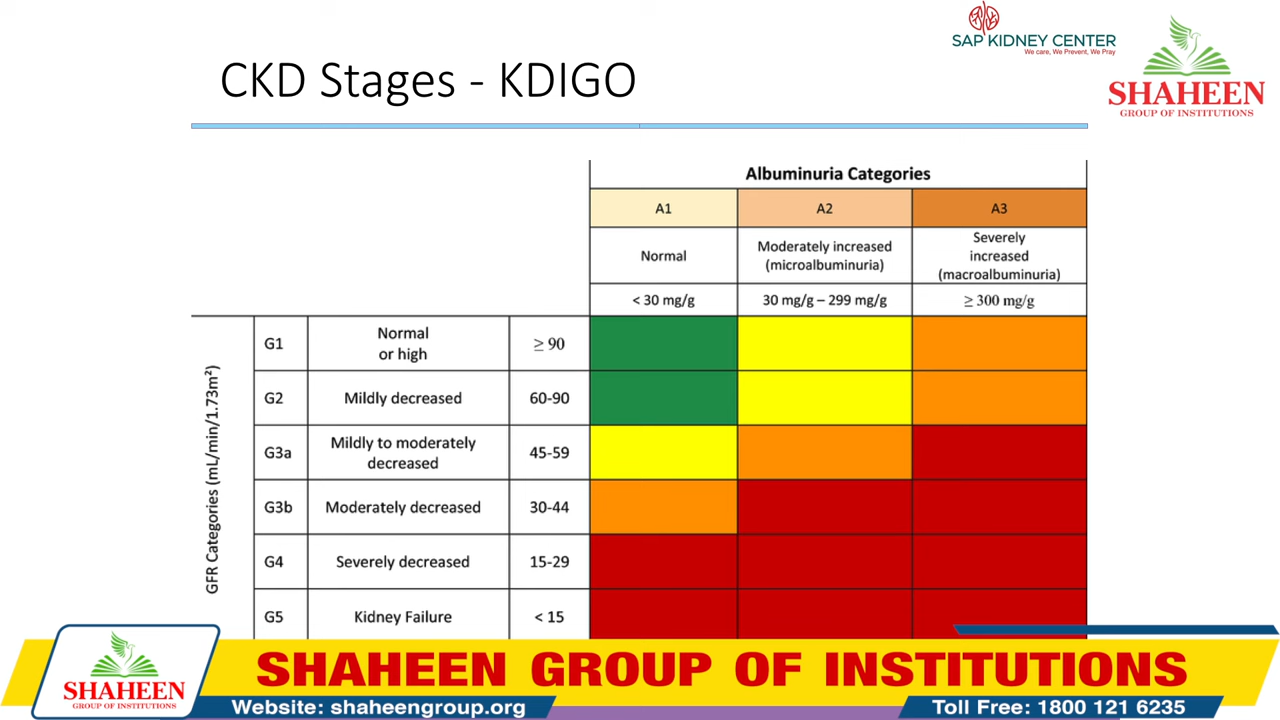 SAP KIDNEY CENTER
We care, We Prevent, We Pray
SHAHEEN
GROUP OF INSTITUTIONS
CKD Stages - KDIGO
Albuminuria Categories
A1 A2 A3
Normal
Moderately increased
(microalbuminuria)
Severely
increased
(macroalbuminuria)
< 30 mg/g 30 mg/g – 299 mg/g ≥ 300 mg/g
GFR Categories (mL/min/1.73m²)
G1 Normal or high ≥ 90
G2 Mildly decreased 60-90
G3a Mildly to moderately decreased 45-59
G3b Moderately decreased 30-44
G4 Severely decreased 15-29
G5 Kidney Failure < 15
SHAHEEN
GROUP OF INSTITUTIONS
SHAHEEN GROUP OF INSTITUTIONS
Website: shaheengroup.org
Toll Free: 1800 121 6235